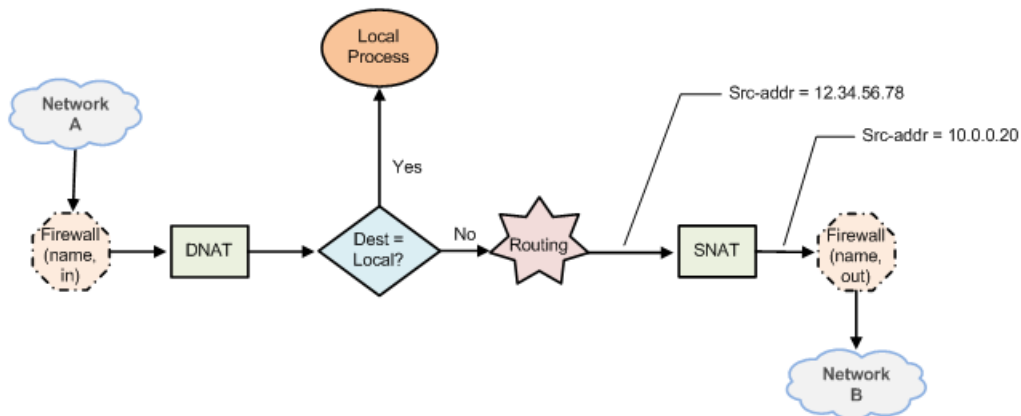 Local
Process
Network
A
Src-addr = 12.34.56.78
Src-addr = 10.0.0.20
Yes
Firewall
(name,
in)
DNAT
Dest =
Local?
No
Routing
SNAT
Firewall
(name,
out)
Network
B